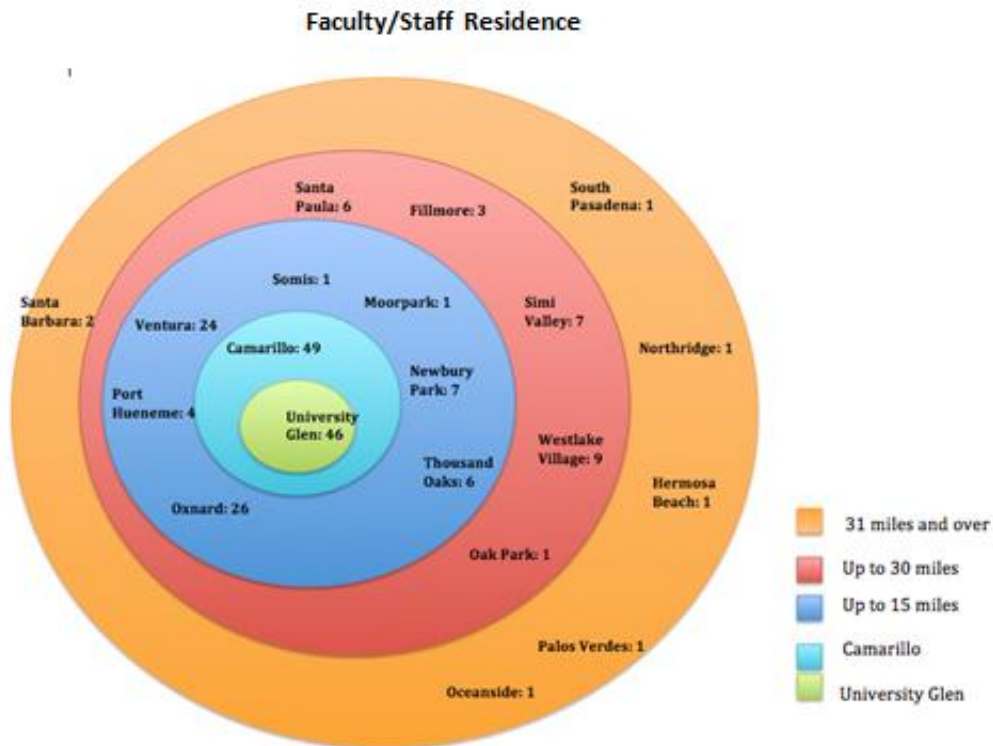 Faculty/Staff Residence
1
Santa
Paula: 6
Fillmore: 3
South
Pasadena: 1
Somis: 1
Moorpark: 1
Santa
Barbara: 2
Ventura: 24
Simi
Valley: 7
Camarillo: 49
Northridge: 1
Newbury
Park: 7
Port
Hueneme: 4
University
Glen: 46
Westlake
Village: 9
Thousand
Oaks: 6
Hermosa
Beach: 1
Oxnard: 26
Oak Park: 1
Palos Verdes: 1
Oceanside: 1
31 miles and over
Up to 30 miles
Up to 15 miles
Camarillo
University Glen